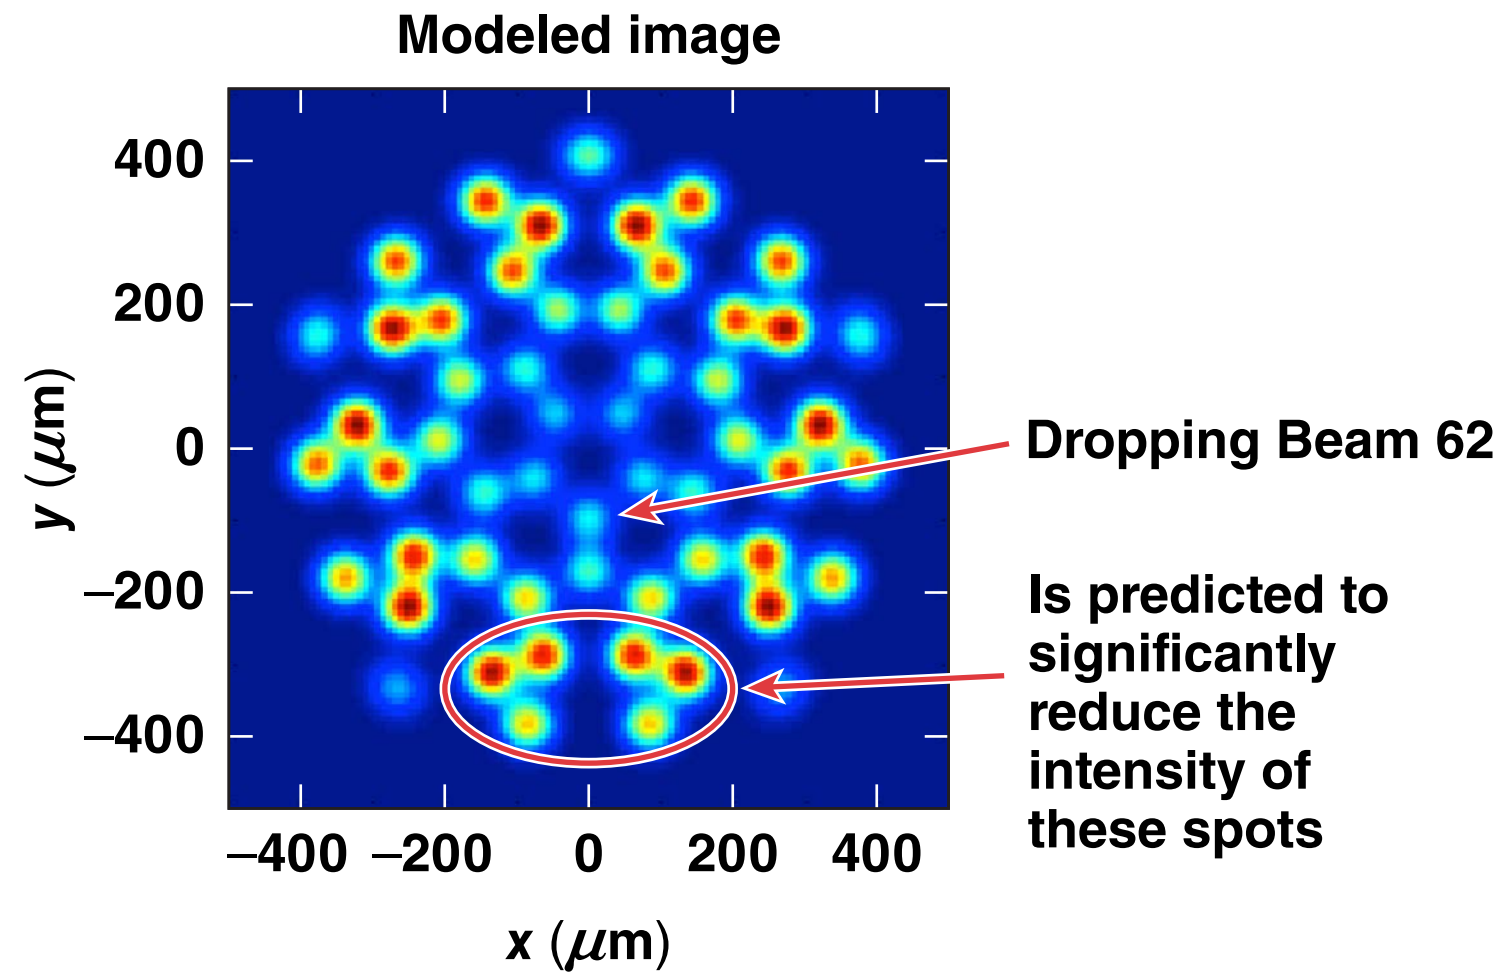 Modeled image
400
200
0
–200
–400
y (μm)
–400 –200 0 200 400
x (μm)
Dropping Beam 62
Is predicted to
significantly
reduce the
intensity of
these spots